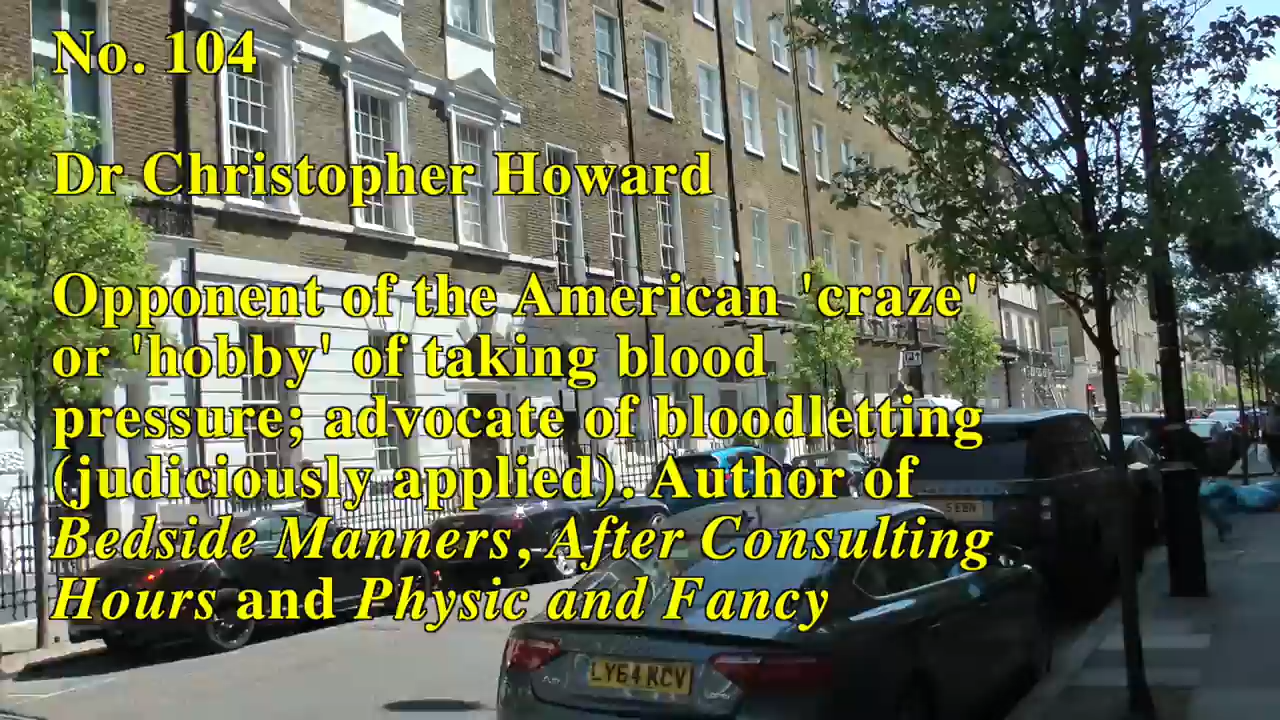 No. 104
Dr Christopher Howard
Opponent of the American 'craze'
or 'hobby' of taking blood
pressure; advocate of bloodletting
(judiciously applied). Author of
Bedside Manners, After Consulting
Hours and Physic and Fancy
LY64 KCV